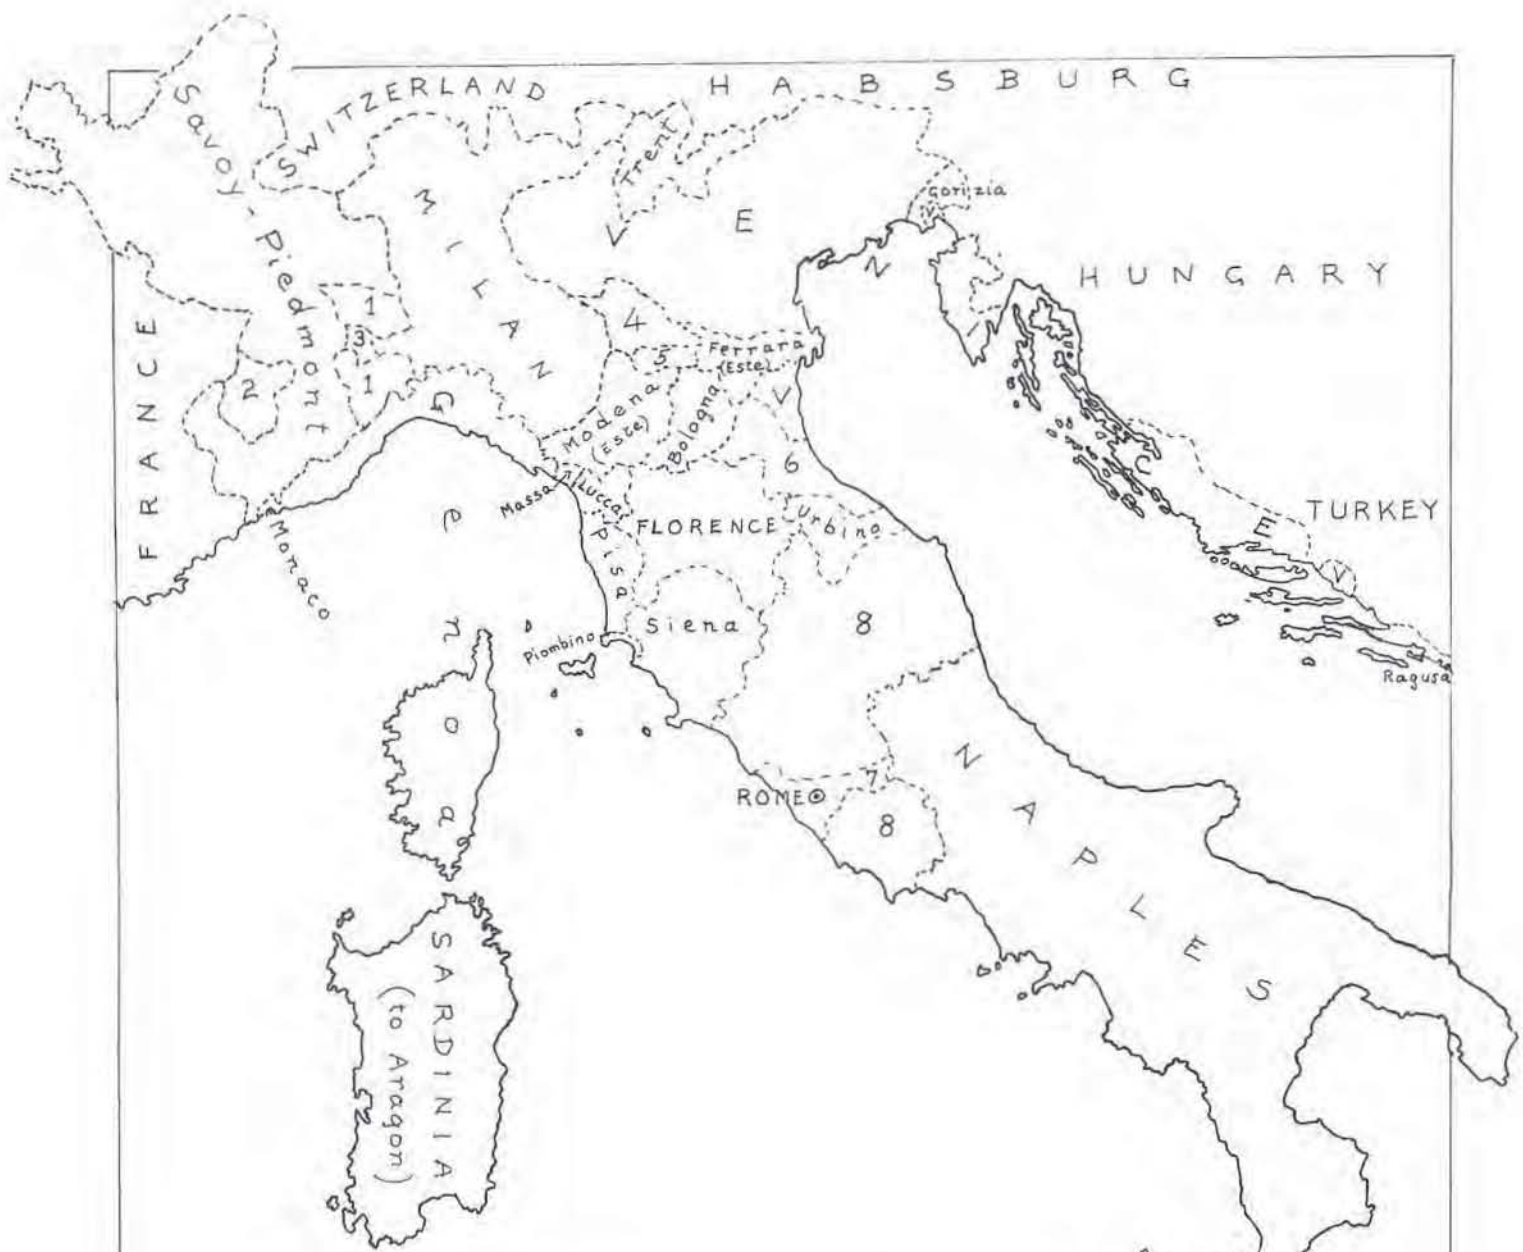 HABSBURG
SWITZERLAND
Savoy-Piedmont
MILAN
Trent
Gorizia
V
VENICE
HUNGARY
FRANCE
1
3
1
2
4
5
Ferrara
(Este)
V
Modena
(Este)
Bologna
6
Genoa
Massa
Lucca
FLORENCE
Urbino
TURKEY
Monaco
Pisa
V
Siena
8
Piombino
Ragusa
NAPLES
7
ROME
8
SARDINIA
(to Aragon)